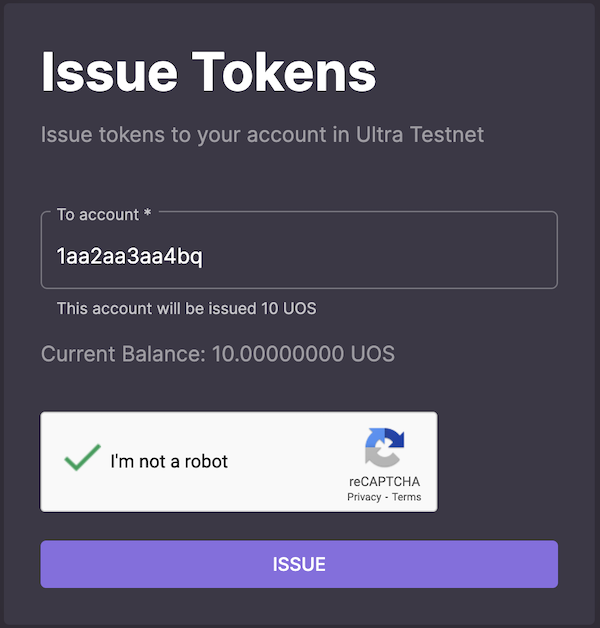 Issue Tokens
Issue tokens to your account in Ultra Testnet
To account *
1aa2aa3aa4bq
This account will be issued 10 UOS
Current Balance: 10.00000000 UOS
I'm not a robot
reCAPTCHA
Privacy - Terms
ISSUE